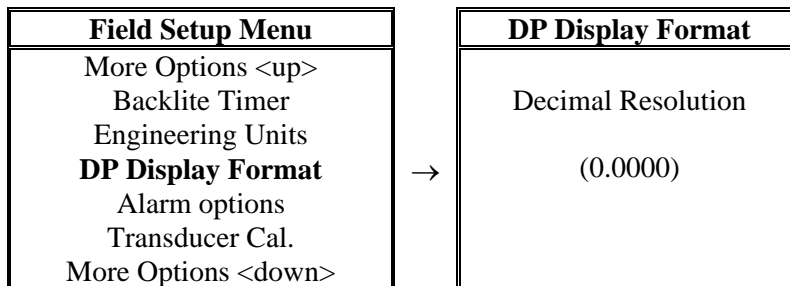 Field Setup Menu
More Options <up>
Backlite Timer
Engineering Units
DP Display Format
Alarm options
Transducer Cal.
More Options <down>
→
DP Display Format
Decimal Resolution
(0.0000)